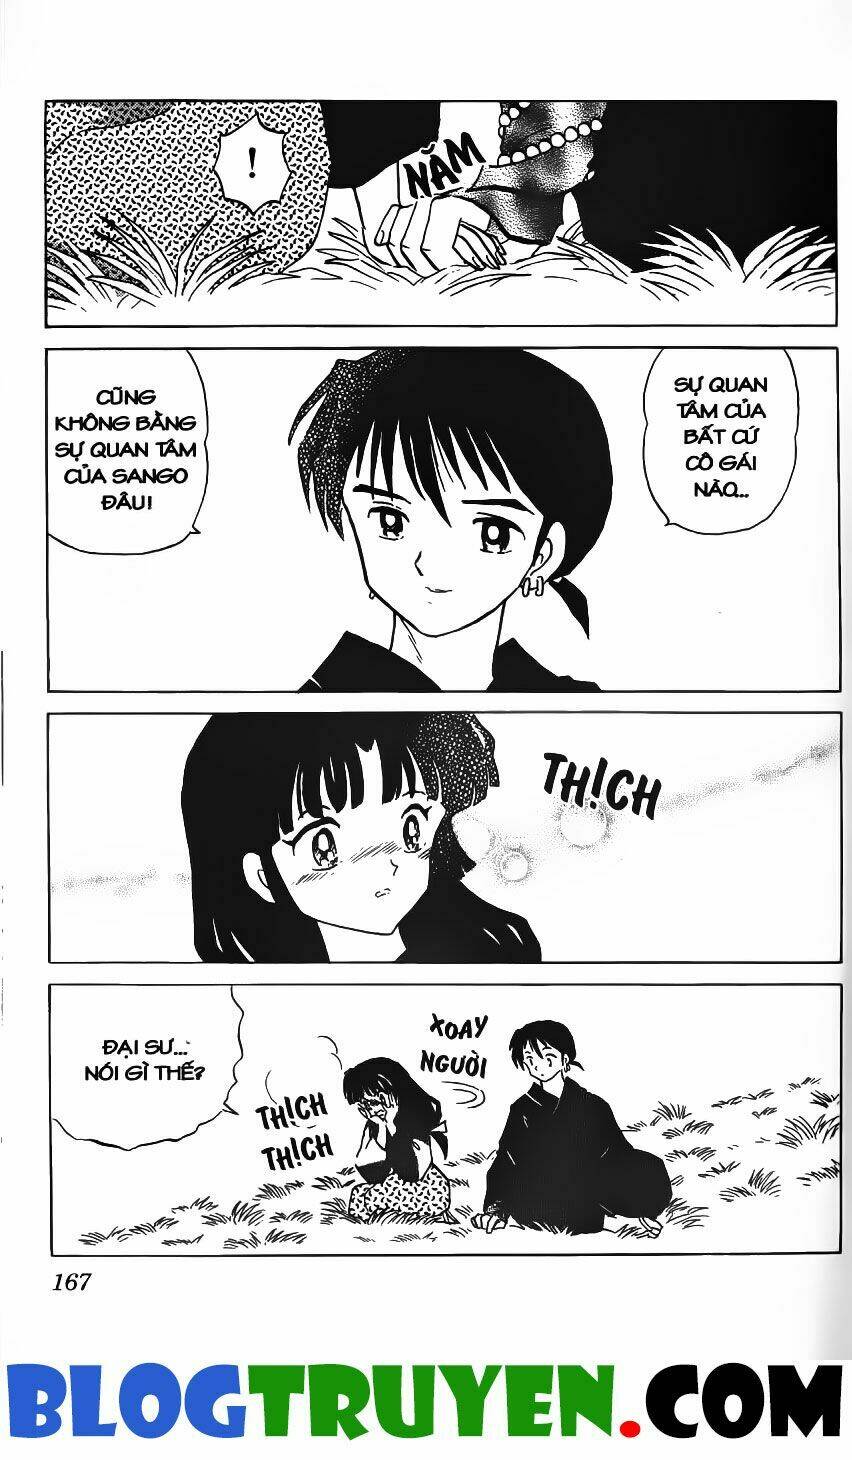 !
NẮM
SỰ QUAN
TÂM CỦA
BẤT CỨ
CÔ GÁI
NÀO...
CŨNG
KHÔNG BẰNG
SỰ QUAN TÂM
CỦA SANGO
ĐÂU!
THỊCH
XOAY
NGƯỜI
THỊCH
THỊCH
ĐẠI SƯ...
NÓI GÌ THẾ?
167
BLOGTRUYEN.COM